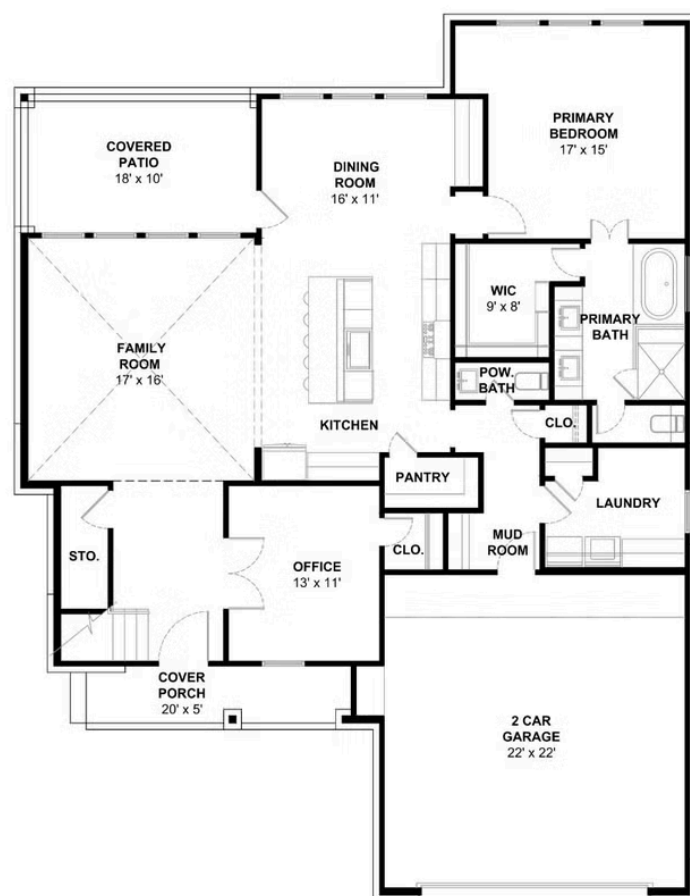 PRIMARY
BEDROOM
17' x 15'
COVERED
PATIO
18' x 10'
DINING
ROOM
16' x 11'
WIC
9' x 8'
PRIMARY
BATH
FAMILY
ROOM
17' x 16'
POW.
BATH
KITCHEN
CLO.
PANTRY
LAUNDRY
STO.
OFFICE
13' x 11'
CLO.
MUD
ROOM
COVER
PORCH
20' x 5'
2 CAR
GARAGE
22' x 22'